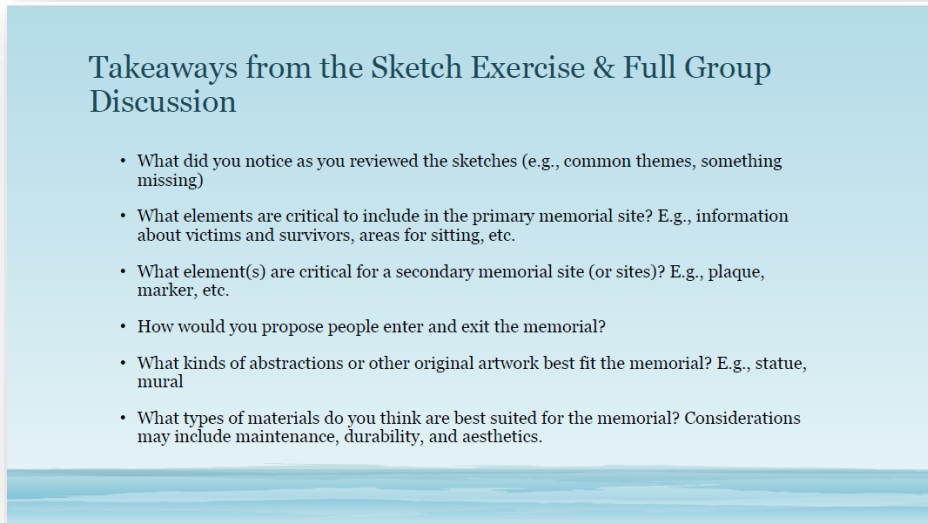 Takeaways from the Sketch Exercise & Full Group
Discussion
• What did you notice as you reviewed the sketches (e.g., common themes, something
missing)
• What elements are critical to include in the primary memorial site? E.g., information
about victims and survivors, areas for sitting, etc.
• What element(s) are critical for a secondary memorial site (or sites)? E.g., plaque,
marker, etc.
• How would you propose people enter and exit the memorial?
• What kinds of abstractions or other original artwork best fit the memorial? E.g., statue,
mural
• What types of materials do you think are best suited for the memorial? Considerations
may include maintenance, durability, and aesthetics.